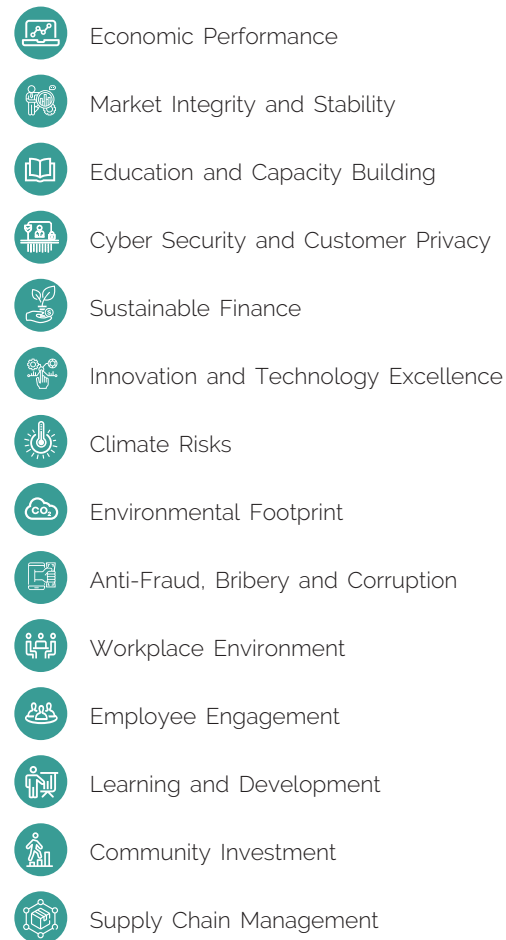 Economic Performance
Market Integrity and Stability
Education and Capacity Building
Cyber Security and Customer Privacy
Sustainable Finance
Innovation and Technology Excellence
Climate Risks
CO₂
Environmental Footprint
Anti-Fraud, Bribery and Corruption
Workplace Environment
Employee Engagement
Learning and Development
Community Investment
Supply Chain Management